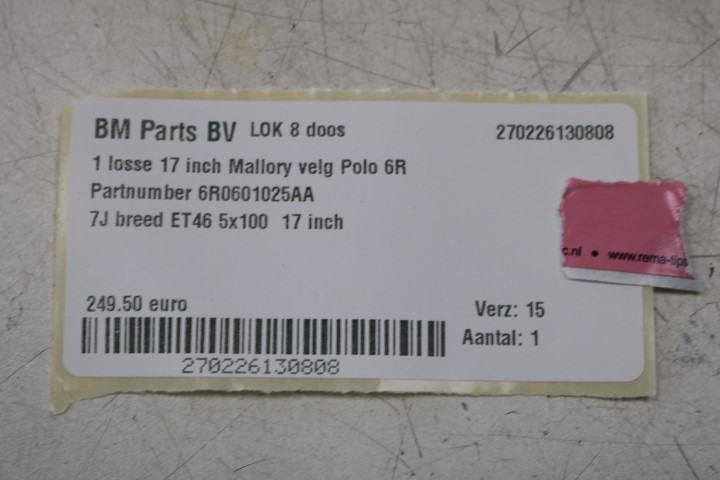 BM Parts BV LOK 8 doos 270226130808
1 losse 17 inch Mallory velg Polo 6R
Partnumber 6R0601025AA
7J breed ET46 5x100 17 inch
c.nl • www.rema-tips
249.50 euro
Verz: 15
Aantal: 1
270226130808